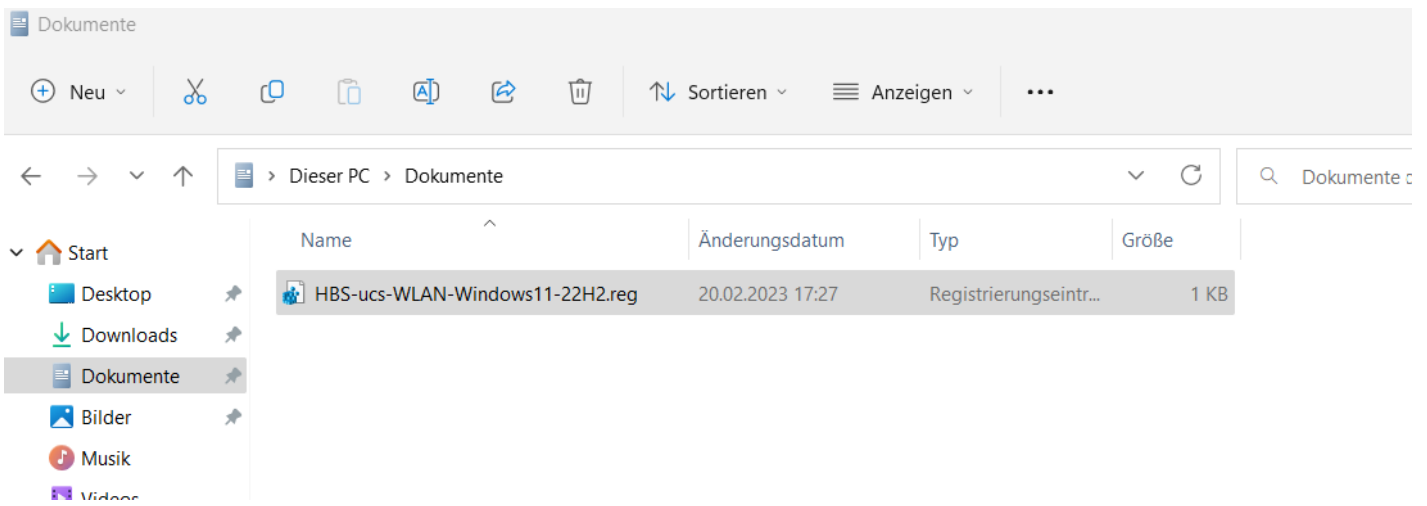 Dokumente
Neu Sortieren Anzeigen
Dieser PC Dokumente Dokumente
Name Änderungsdatum Typ Größe
Start
Desktop HBS-ucs-WLAN-Windows11-22H2.reg 20.02.2023 17:27 Registrierungseintr... 1 KB
Downloads
Dokumente
Bilder
Musik
Videos